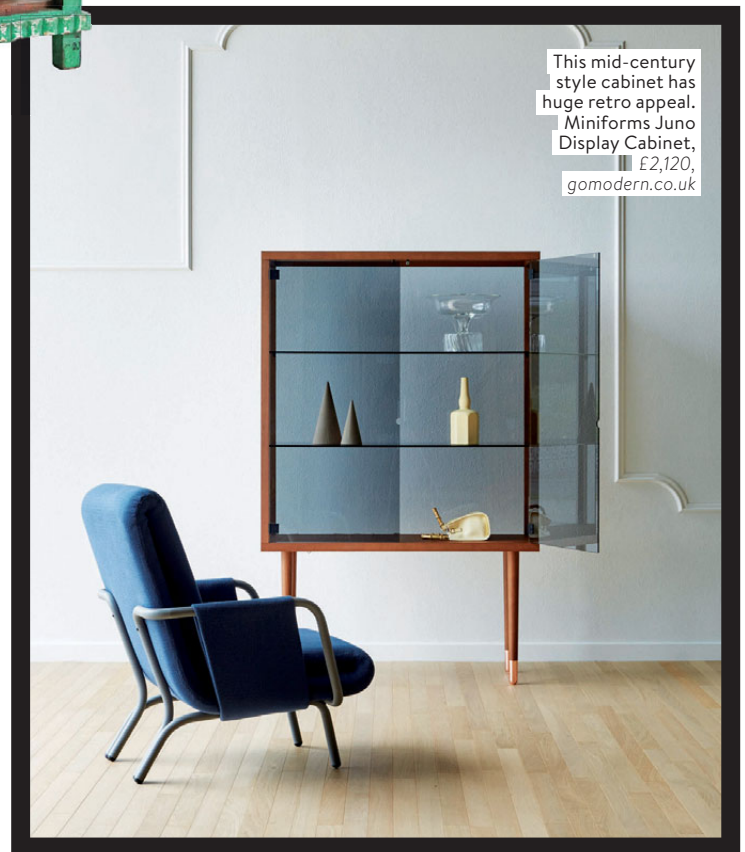 This mid-century
style cabinet has
huge retro appeal.
Miniforms Juno
Display Cabinet,
£2,120,
gomodern.co.uk